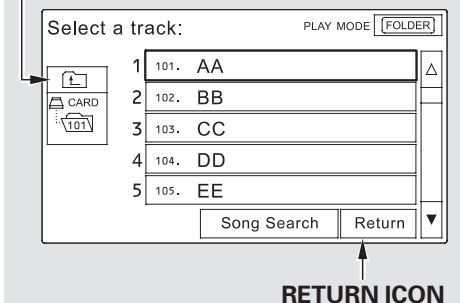 Select a track: PLAY MODE FOLDER
1 101. AA
CARD
2 102. BB
101
3 103. CC
4 104. DD
5 105. EE
Song Search Return
RETURN ICON